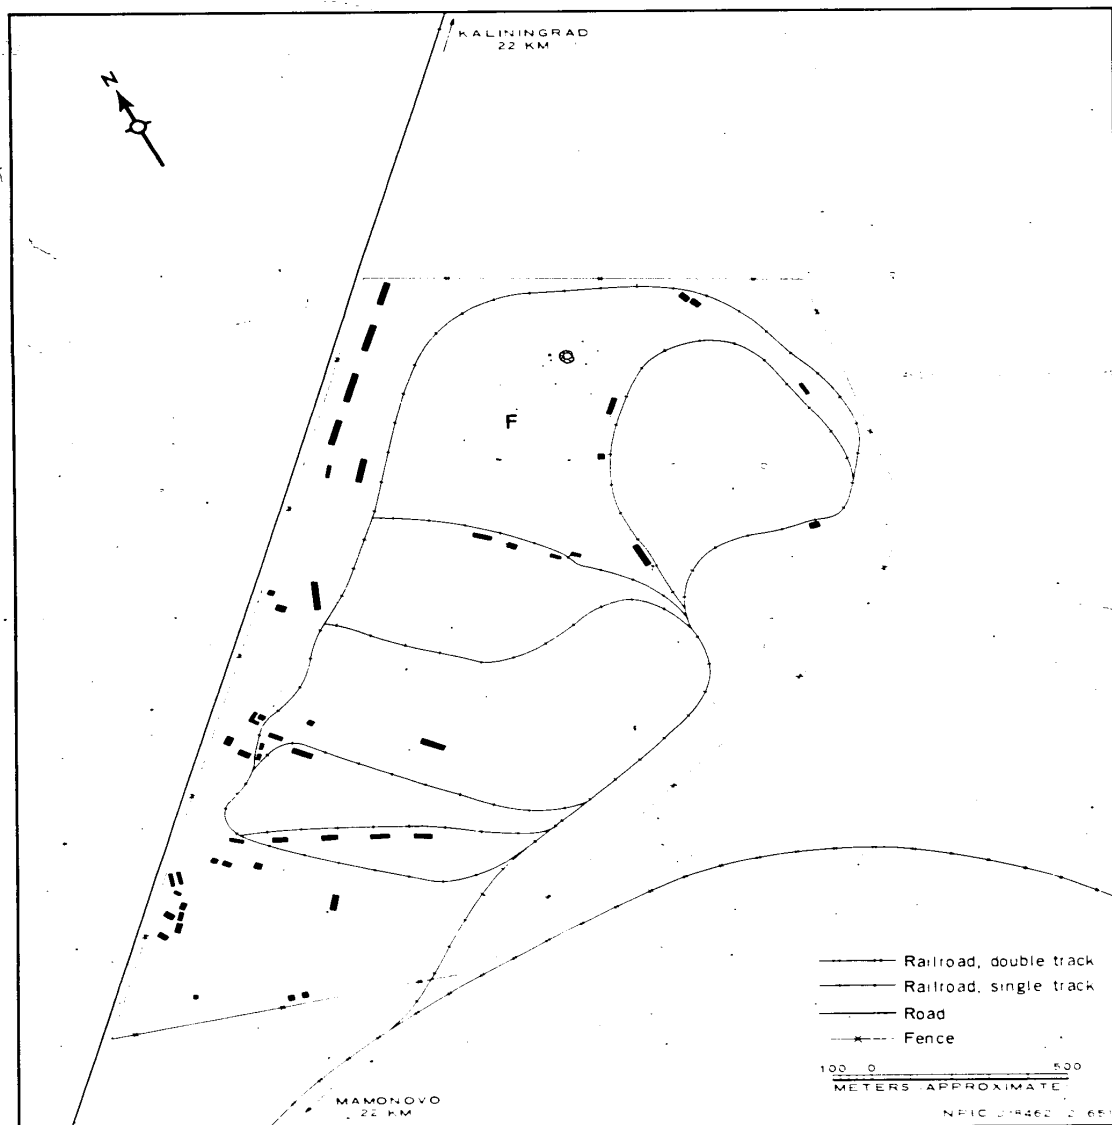 KALININGRAD
22 KM
N
F
Railroad, double track
Railroad, single track
Road
Fence
100 0 500
METERS APPROXIMATE
MAMONOVO
22 KM
NPIC